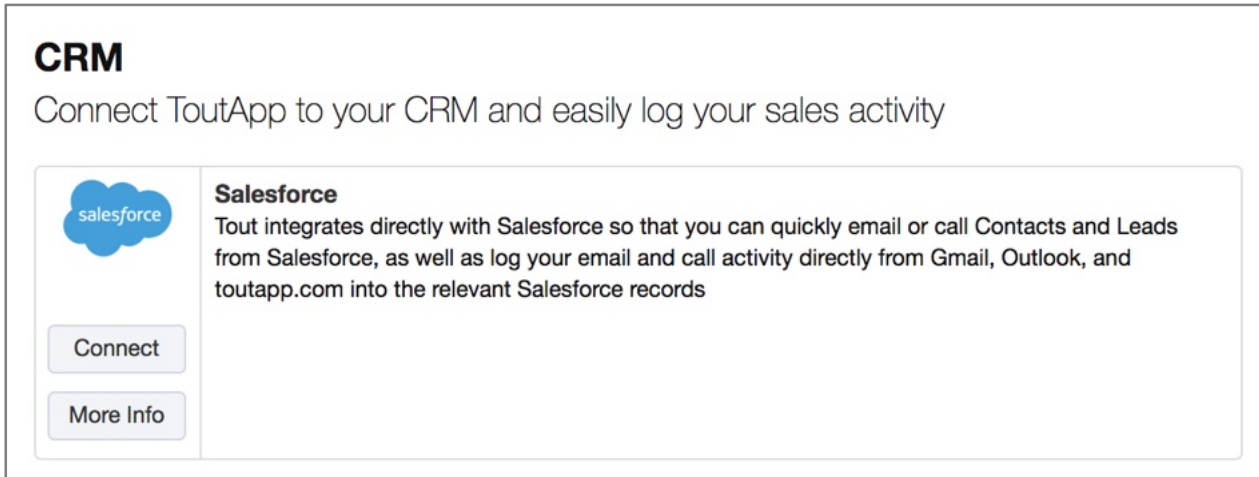 CRM
Connect ToutApp to your CRM and easily log your sales activity
salesforce
Salesforce
Tout integrates directly with Salesforce so that you can quickly email or call Contacts and Leads
from Salesforce, as well as log your email and call activity directly from Gmail, Outlook, and
toutapp.com into the relevant Salesforce records
Connect
More Info